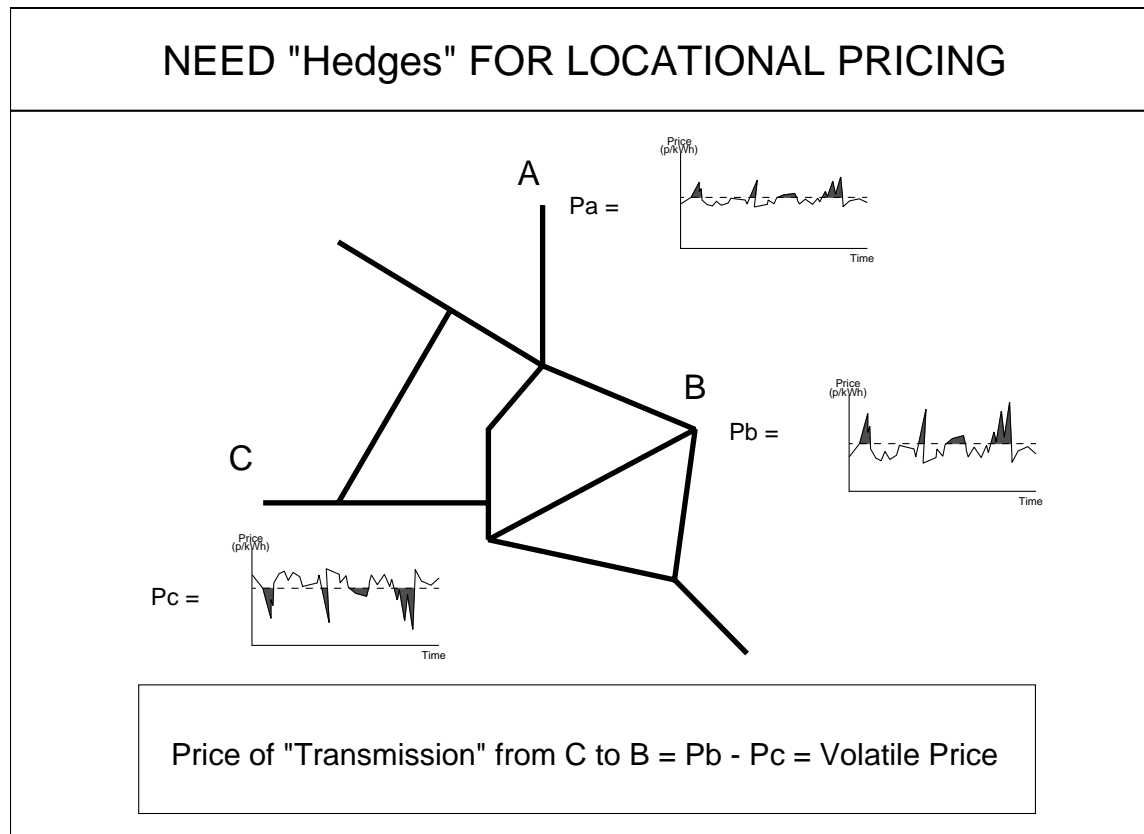 NEED "Hedges" FOR LOCATIONAL PRICING
A
Pa =
Price
(p/kWh)
Time
B
Pb =
Price
(p/kWh)
Time
C
Pc =
Price
(p/kWh)
Time
Price of "Transmission" from C to B = Pb - Pc = Volatile Price